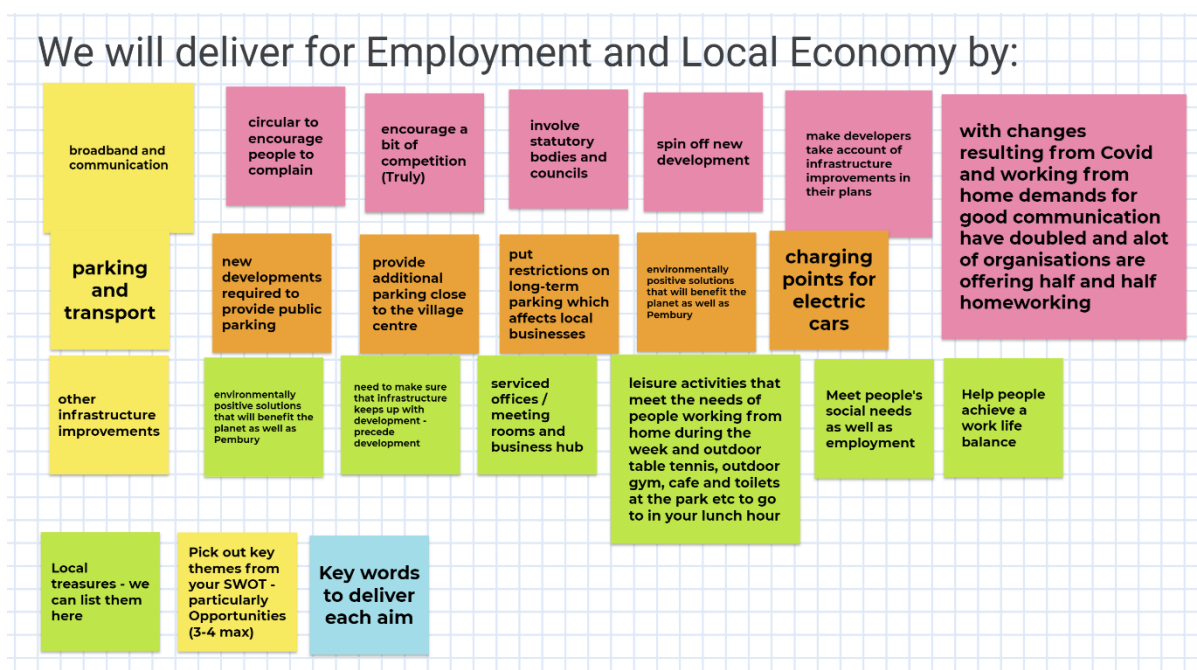 We will deliver for Employment and Local Economy by:
broadband and
communication
circular to
encourage
people to
complain
encourage a
bit of
competition
(Truly)
involve
statutory
bodies and
councils
spin off new
development
make developers
take account of
infrastructure
improvements in
their plans
with changes
resulting from Covid
and working from
home demands for
good communication
have doubled and alot
of organisations are
offering half and half
homeworking
parking
and
transport
new
developments
required to
provide public
parking
provide
additional
parking close
to the village
centre
put
restrictions on
long-term
parking which
affects local
businesses
environmentally
positive solutions
that will benefit the
planet as well as
Pembury
charging
points for
electric
cars
other
infrastructure
improvements
environmentally
positive solutions
that will benefit the
planet as well as
Pembury
need to make sure
that infrastructure
keeps up with
development -
precede
development
serviced
offices /
meeting
rooms and
business hub
leisure activities that
meet the needs of
people working from
home during the
week and outdoor
table tennis, outdoor
gym, cafe and toilets
at the park etc to go
to in your lunch hour
Meet people's
social needs
as well as
employment
Help people
achieve a
work life
balance
Local
treasures - we
can list them
here
Pick out key
themes from
your SWOT -
particularly
Opportunities
(3-4 max)
Key words
to deliver
each aim